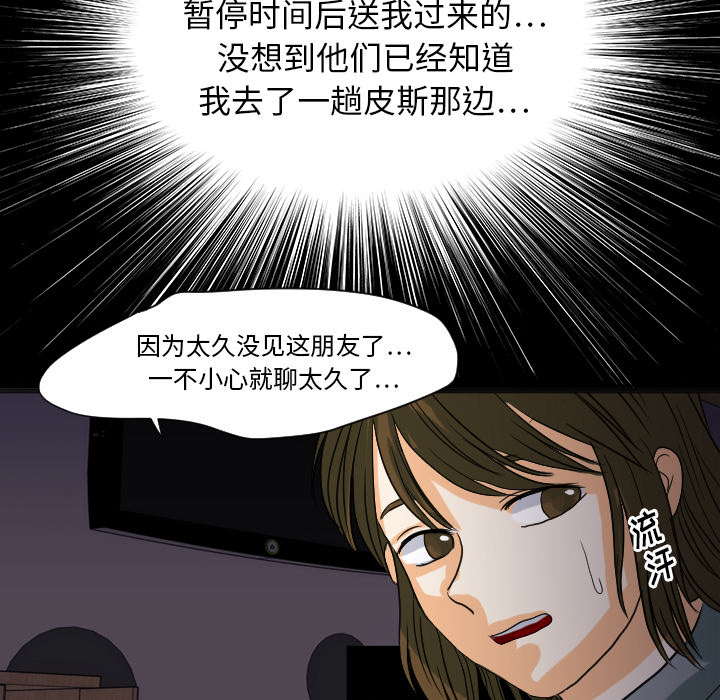 暂停时间后送我过来的...
没想到他们已经知道
我去了一趟皮斯那边...
因为太久没见这朋友了...
一不小心就聊太久了...
流汗